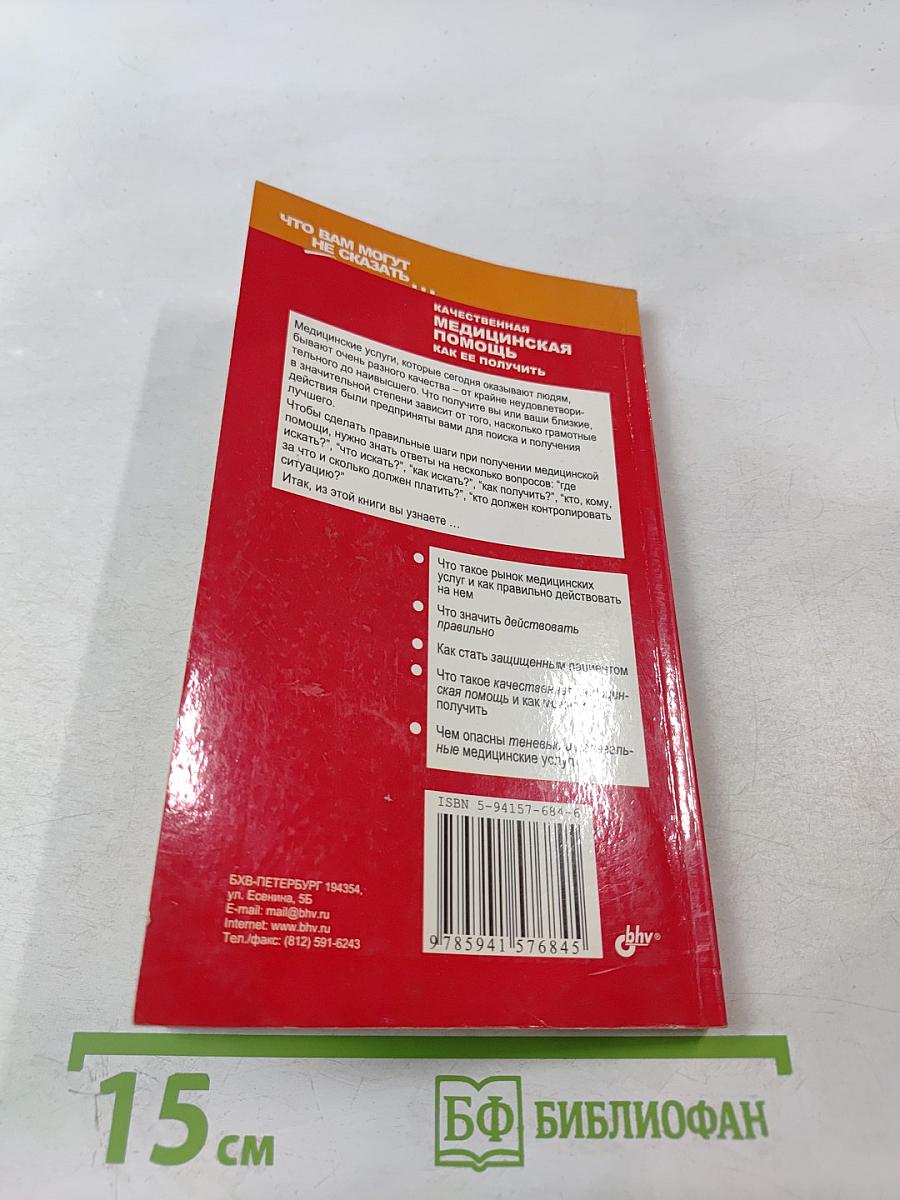 ЧТО ВАМ МОГУТ
НЕ СКАЗАТЬ...
КАЧЕСТВЕННАЯ
МЕДИЦИНСКАЯ
ПОМОЩЬ
КАК ЕЕ ПОЛУЧИТЬ
Медицинские услуги, которые сегодня оказывают людям,
бывают очень разного качества – от крайне неудовлетвори-
тельного до наивысшего. Что получите вы или ваши близкие,
в значительной степени зависит от того, насколько грамотные
действия были предприняты вами для поиска и получения
лучшего.
Чтобы сделать правильные шаги при получении медицинской
помощи, нужно знать ответы на несколько вопросов: "где
искать?", "что искать?", "как искать?", "как получить?", "кто, кому,
за что и сколько должен платить?", "кто должен контролировать
ситуацию?"
Итак, из этой книги вы узнаете ...
Что такое рынок медицинских
услуг и как правильно действовать
на нем
Что значить действовать
правильно
Как стать защищенным пациентом
Что такое качественная
ская помощь и как
получить
Чем опасны
ные медицинские
ISBN 5-94157-684-6
9 785941 576845
БХВ-ПЕТЕРБУРГ 194354,
ул. Есенина, 5Б
E-mail: mail@bhv.ru
Internet: www.bhv.ru
Тел./факс: (812) 591-6243
bhv®
15 см
БФ БИБЛИОФАН